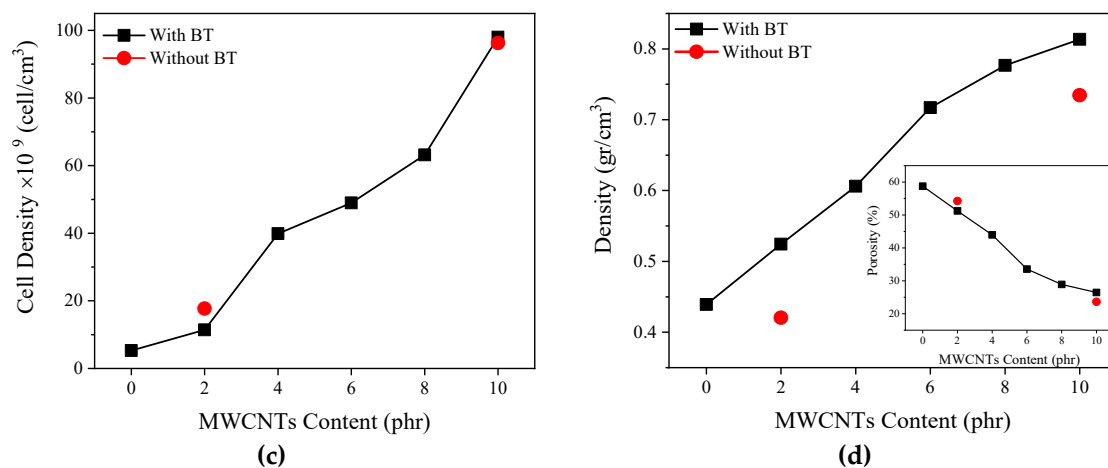 With BT
Without BT
Cell Density ×10 ⁹ (cell/cm³)
100
80
60
40
20
0
0 2 4 6 8 10
MWCNTs Content (phr)
(c)
With BT
Without BT
Density (gr/cm³)
0.8
0.7
0.6
0.5
0.4
0 2 4 6 8 10
MWCNTs Content (phr)
Porosity (%)
60
50
40
30
20
0 2 4 6 8 10
MWCNTs Content (phr)
(d)